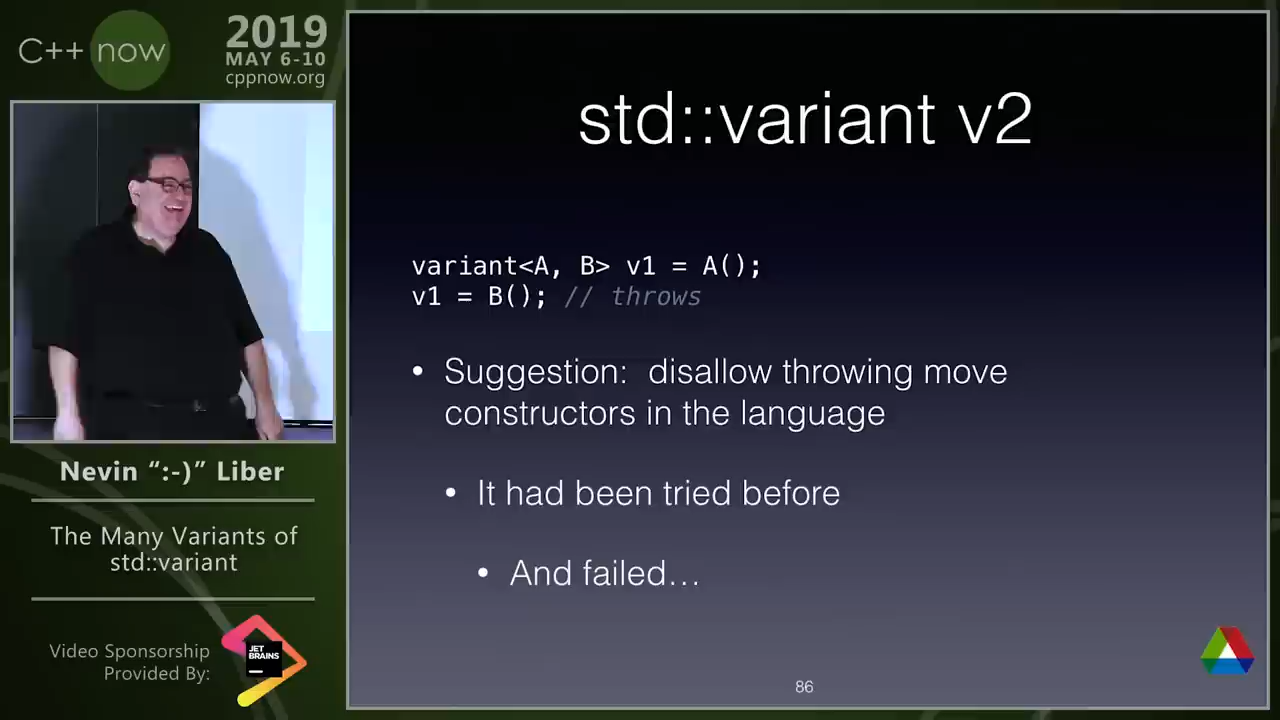 C++ now
2019
MAY 6-10
cppnow.org
std::variant v2
variant<A, B> v1 = A();
v1 = B(); // throws
• Suggestion: disallow throwing move
constructors in the language
• It had been tried before
• And failed…
86
Nevin “:-)” Liber
The Many Variants of
std::variant
Video Sponsorship
Provided By:
JET
BRAINS